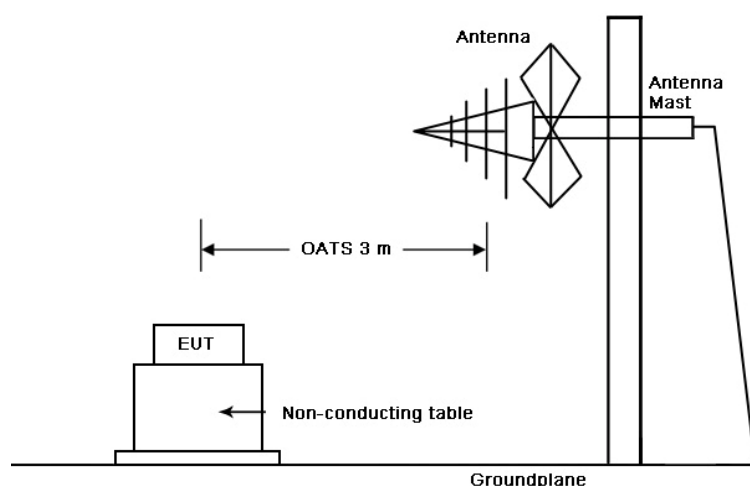 Antenna
Antenna
Mast
OATS 3 m
EUT
Non-conducting table
Groundplane